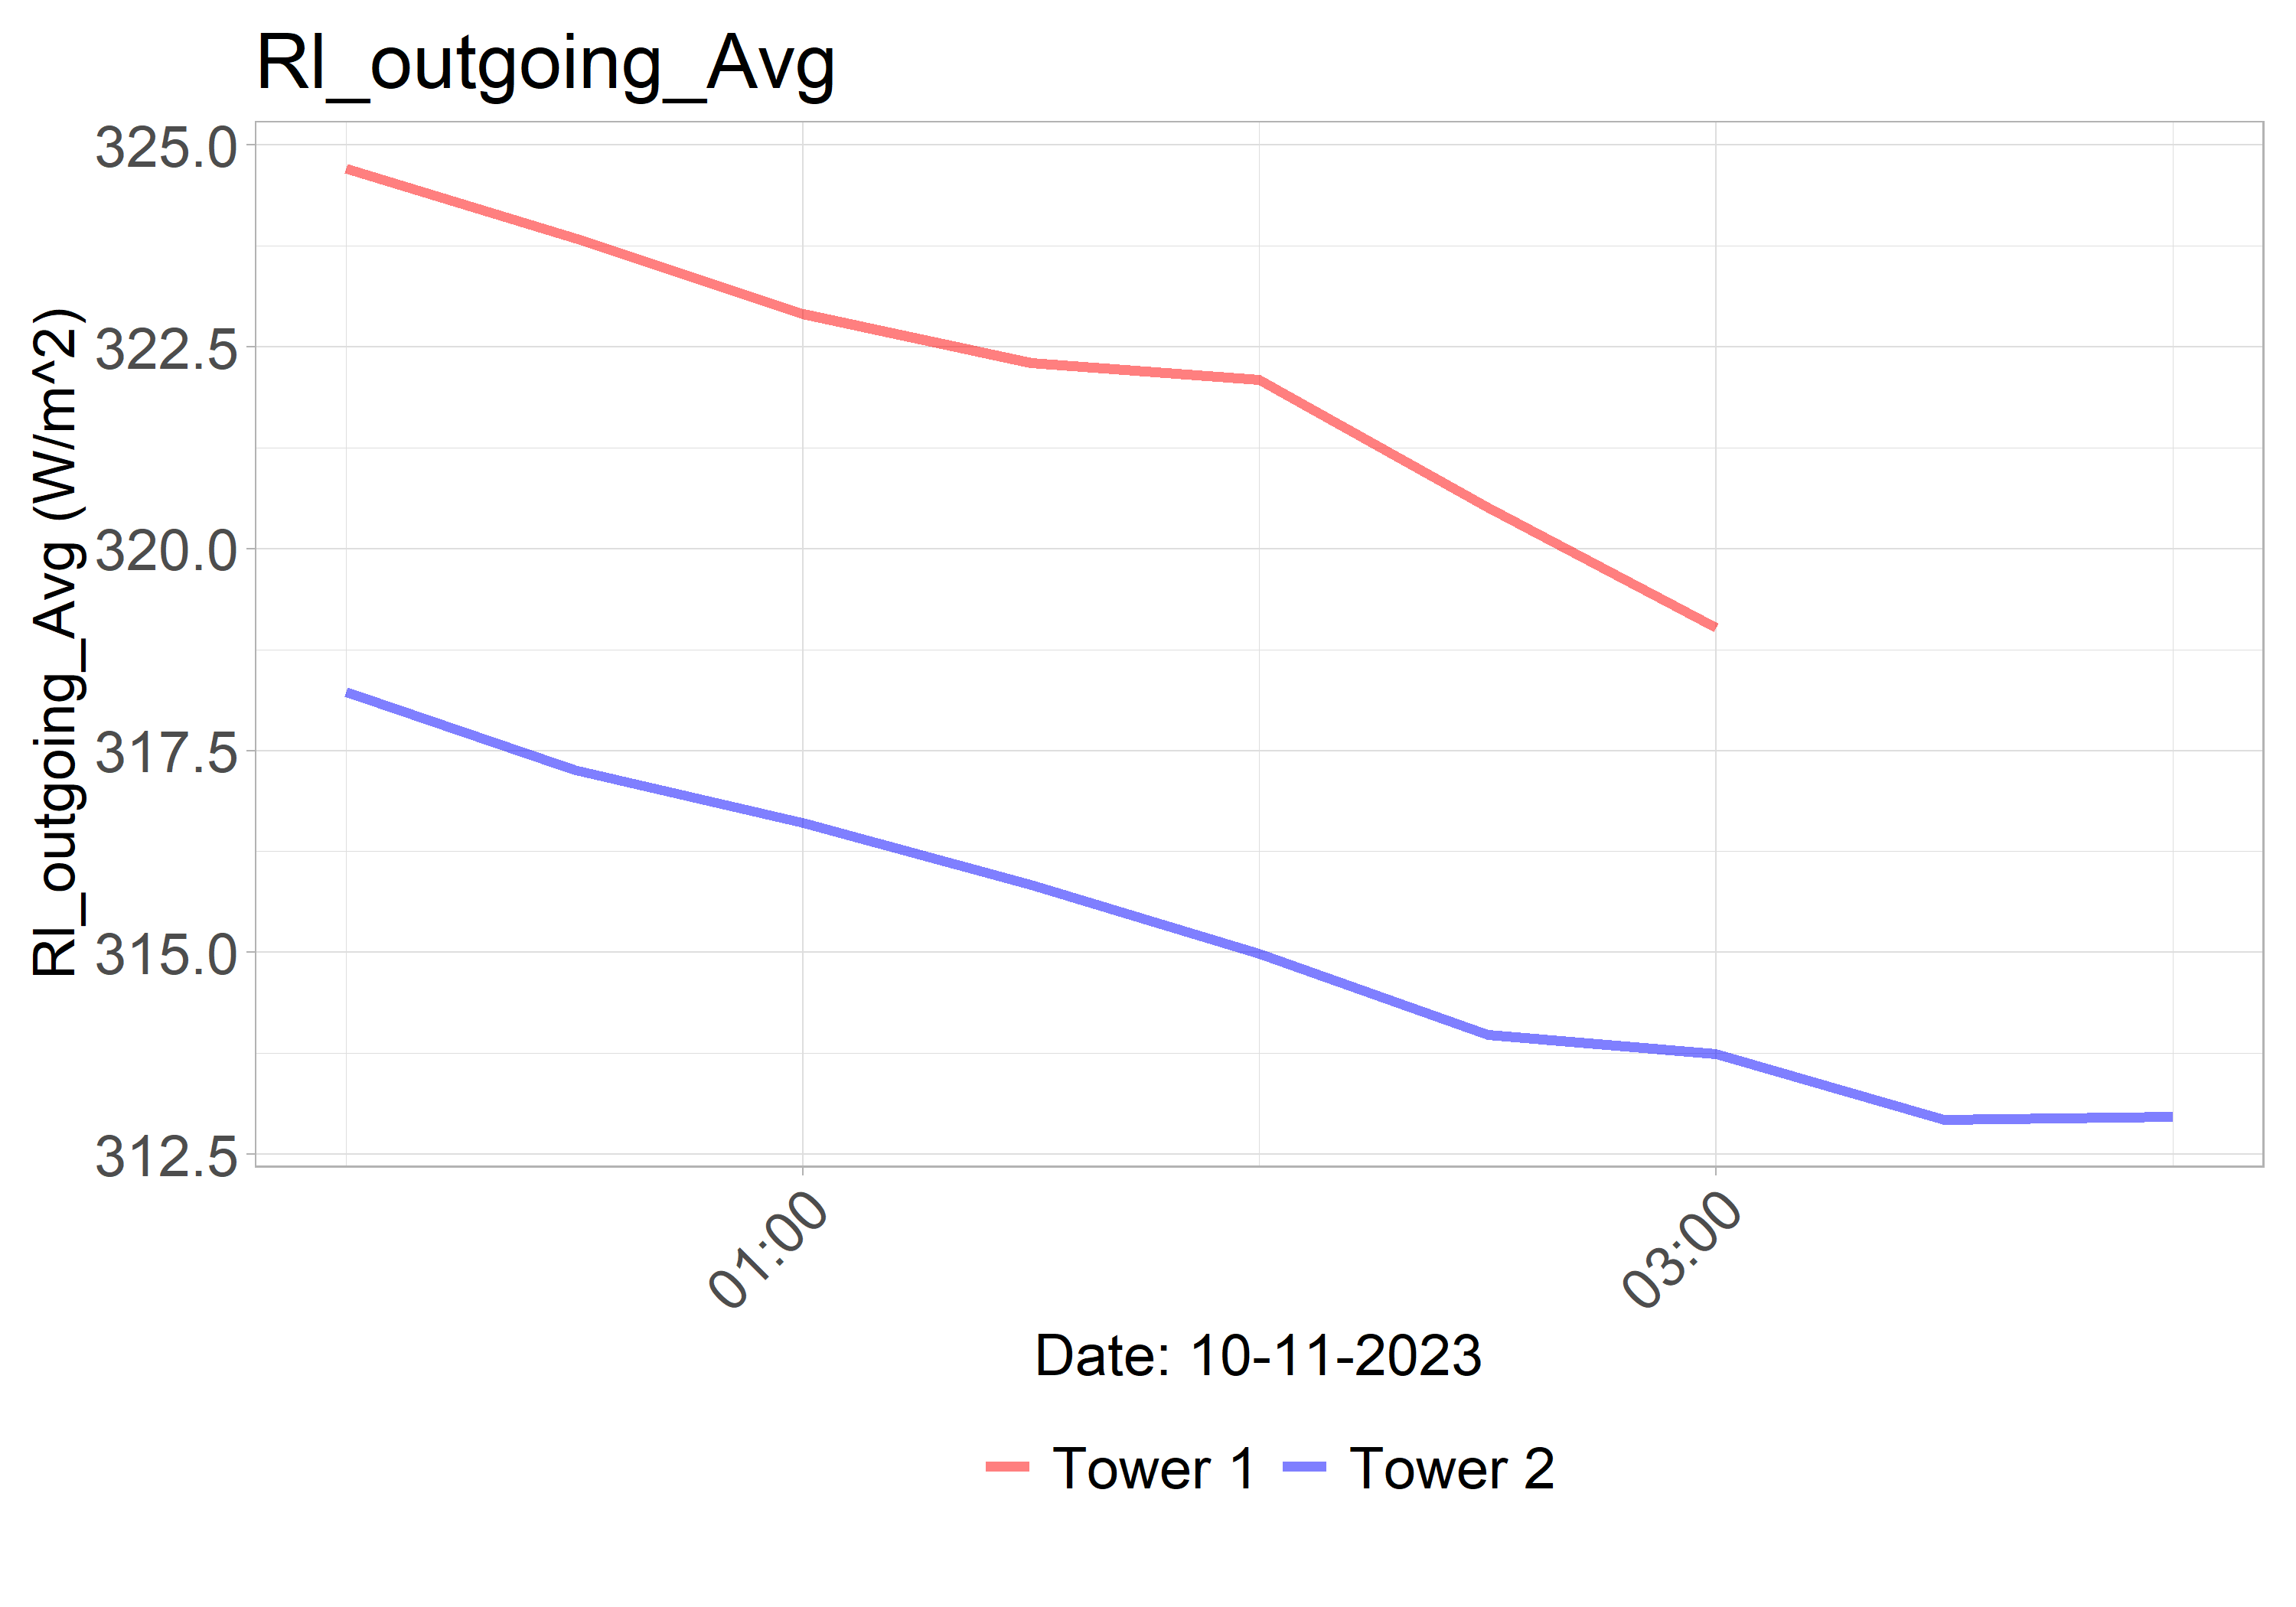 Rl_outgoing_Avg
Rl_outgoing_Avg (W/m^2)
325.0
322.5
320.0
317.5
315.0
312.5
01:00
03:00
Date: 10-11-2023
Tower 1
Tower 2